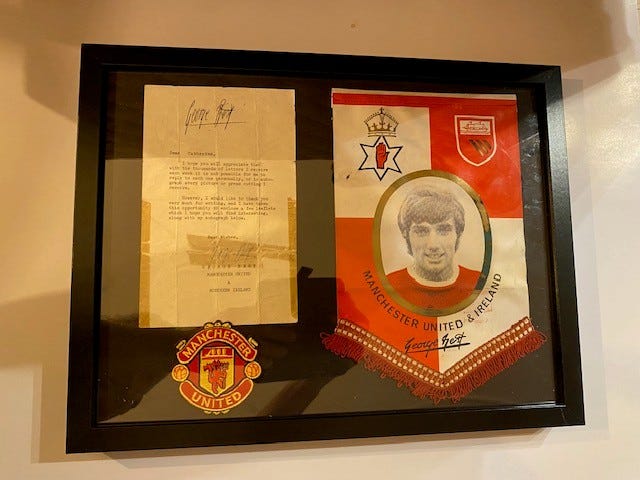 George Best
Dear Catherine,
I hope you will appreciate that
with the thousands of letters I receive
each week it is not possible for me to
reply to each one personally, or to auto-
graph every picture or press cutting I
receive.
However, I would like to thank you
very much for writing, and I have taken
this opportunity to enclose a
which I hope you will find interesting,
along with my autograph below.
Best Wishes,
George Best
GEORGE BEST
MANCHESTER UNITED
&
NORTHERN IRELAND
MANCHESTER
UNITED
MANCHESTER UNITED & IRELAND
George Best